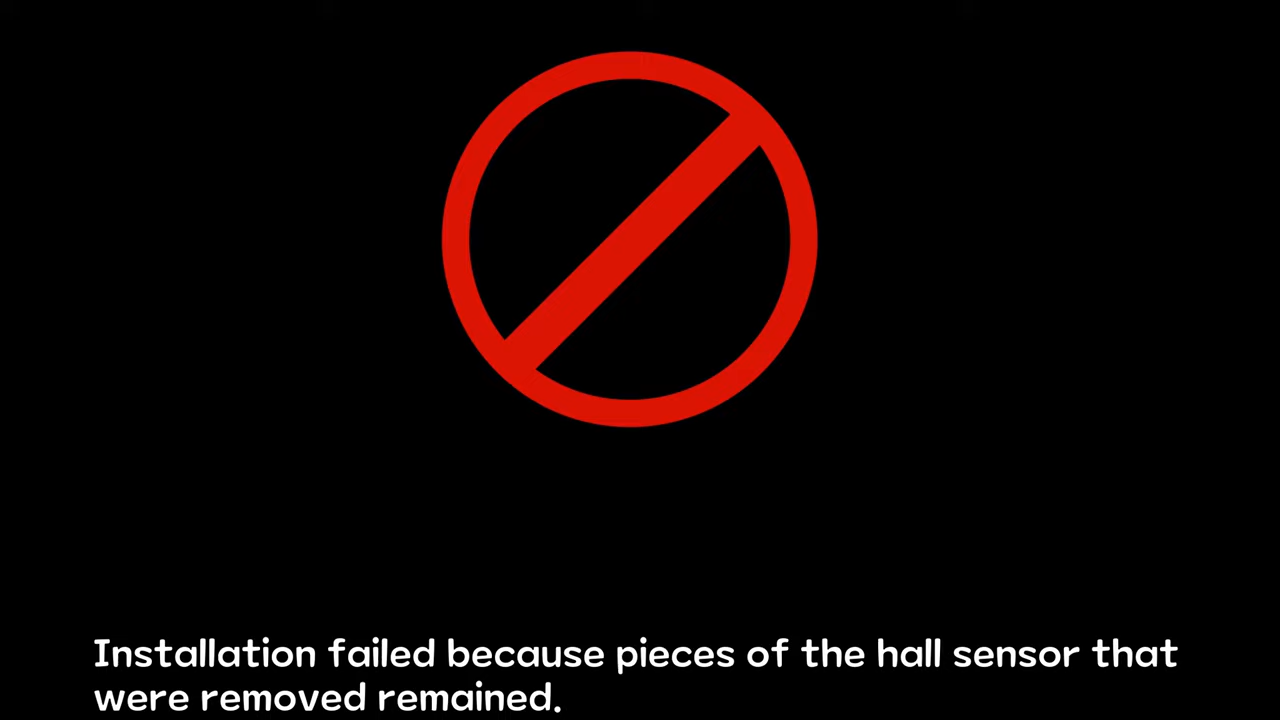 Installation failed because pieces of the hall sensor that
were removed remained.